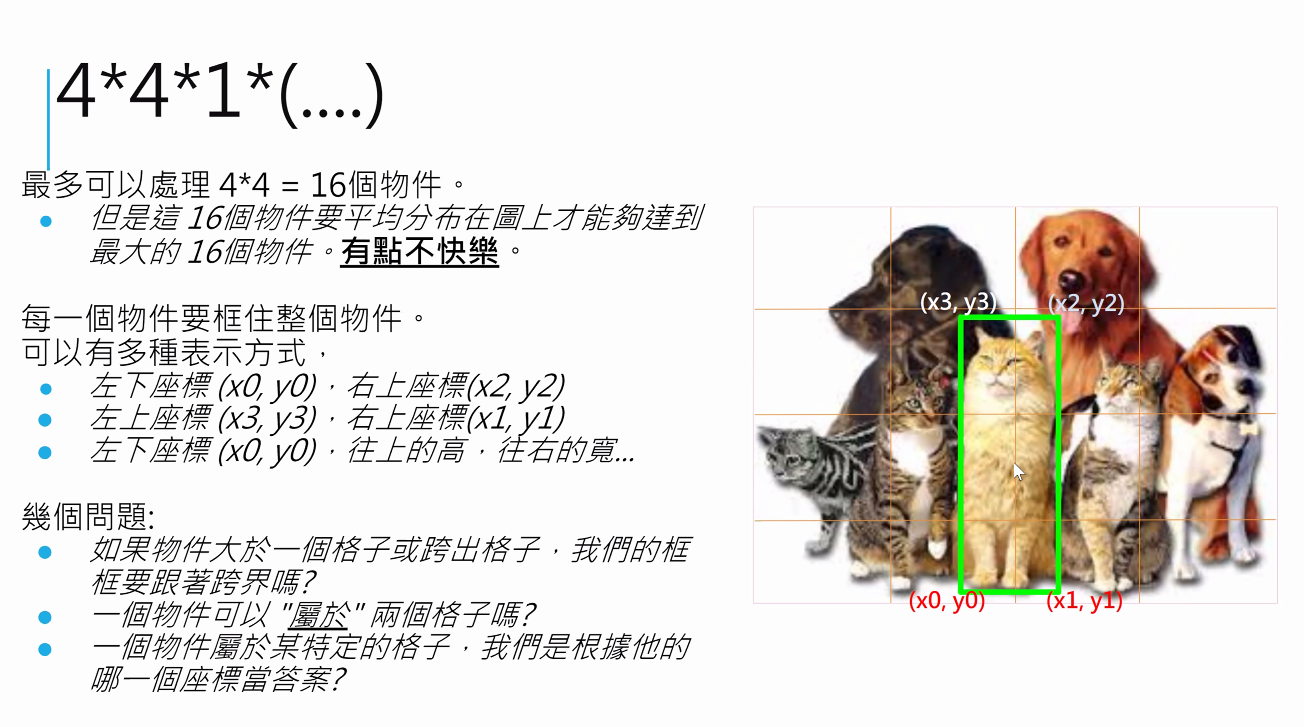 4*4*1*(....)
最多可以處理 4*4 = 16個物件。
但是這 16個物件要平均分布在圖上才能夠達到
最大的 16個物件。有點不快樂。
每一個物件要框住整個物件。
可以有多種表示方式，
左下座標 (x0, y0)，右上座標(x2, y2)
左上座標 (x3, y3)，右上座標(x1, y1)
左下座標 (x0, y0)，往上的高，往右的寬...
幾個問題:
如果物件大於一個格子或跨出格子，我們的框
框要跟著跨界嗎?
一個物件可以 "屬於" 兩個格子嗎?
一個物件屬於某特定的格子，我們是根據他的
哪一個座標當答案?
(x3, y3)
(x2, y2)
(x0, y0)
(x1, y1)